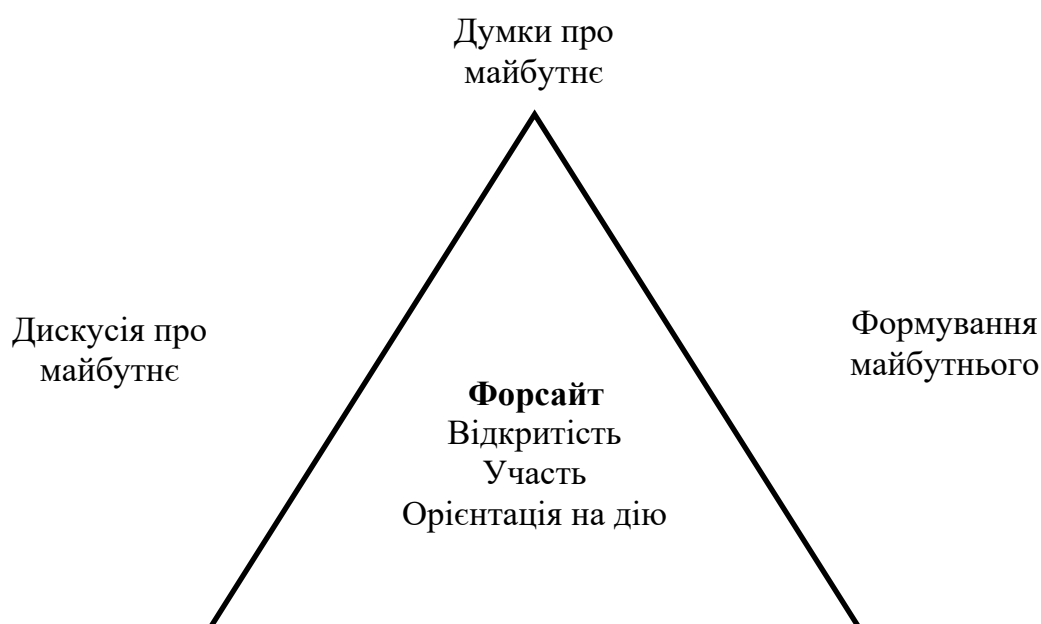 Думки про
майбутнє
Дискусія про
майбутнє
Формування
майбутнього
Форсайт
Відкритість
Участь
Орієнтація на дію